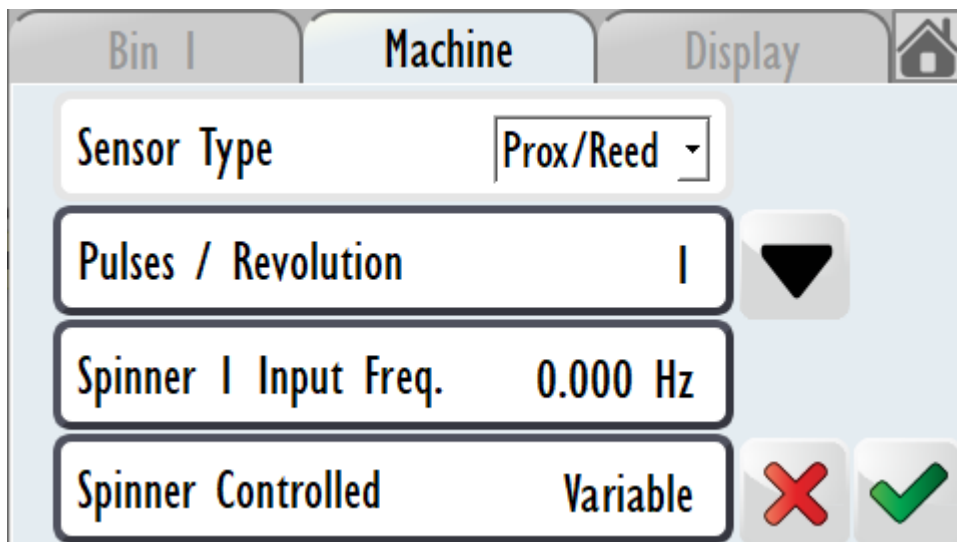 Bin 1 Machine Display
Sensor Type Prox/Reed
Pulses / Revolution 1
Spinner 1 Input Freq. 0.000 Hz
Spinner Controlled Variable